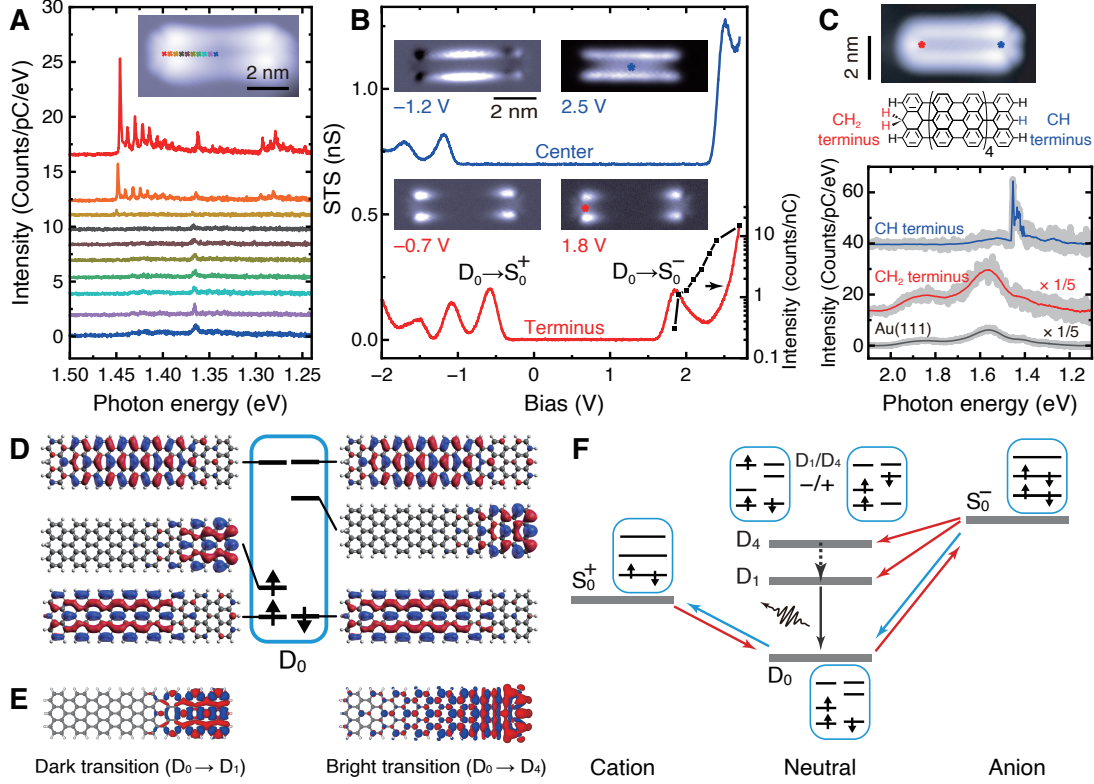 A
2 nm
Intensity (Counts/pC/eV)
30
25
20
15
10
5
0
1.50
1.45
1.40
1.35
1.30
1.25
Photon energy (eV)
B
−1.2 V
2 nm
2.5 V
Center
−0.7 V
1.8 V
D0→S0+
D0→S0−
Terminus
STS (nS)
1.0
0.5
0.0
−2
−1
0
1
2
Bias (V)
10
1
0.1
Intensity (counts/nC)
C
2 nm
H
H
H
H
H
H
H
CH2
terminus
4
CH
terminus
Intensity (Counts/pC/eV)
60
40
20
0
CH terminus
CH2 terminus
× 1/5
Au(111)
× 1/5
2.1
1.8
1.6
1.4
1.2
Photon energy (eV)
D
D0
E
Dark transition (D0→ D1)
Bright transition (D0→ D4)
F
D1/D4
−/+
S0−
S0+
D4
D1
D0
Cation
Neutral
Anion